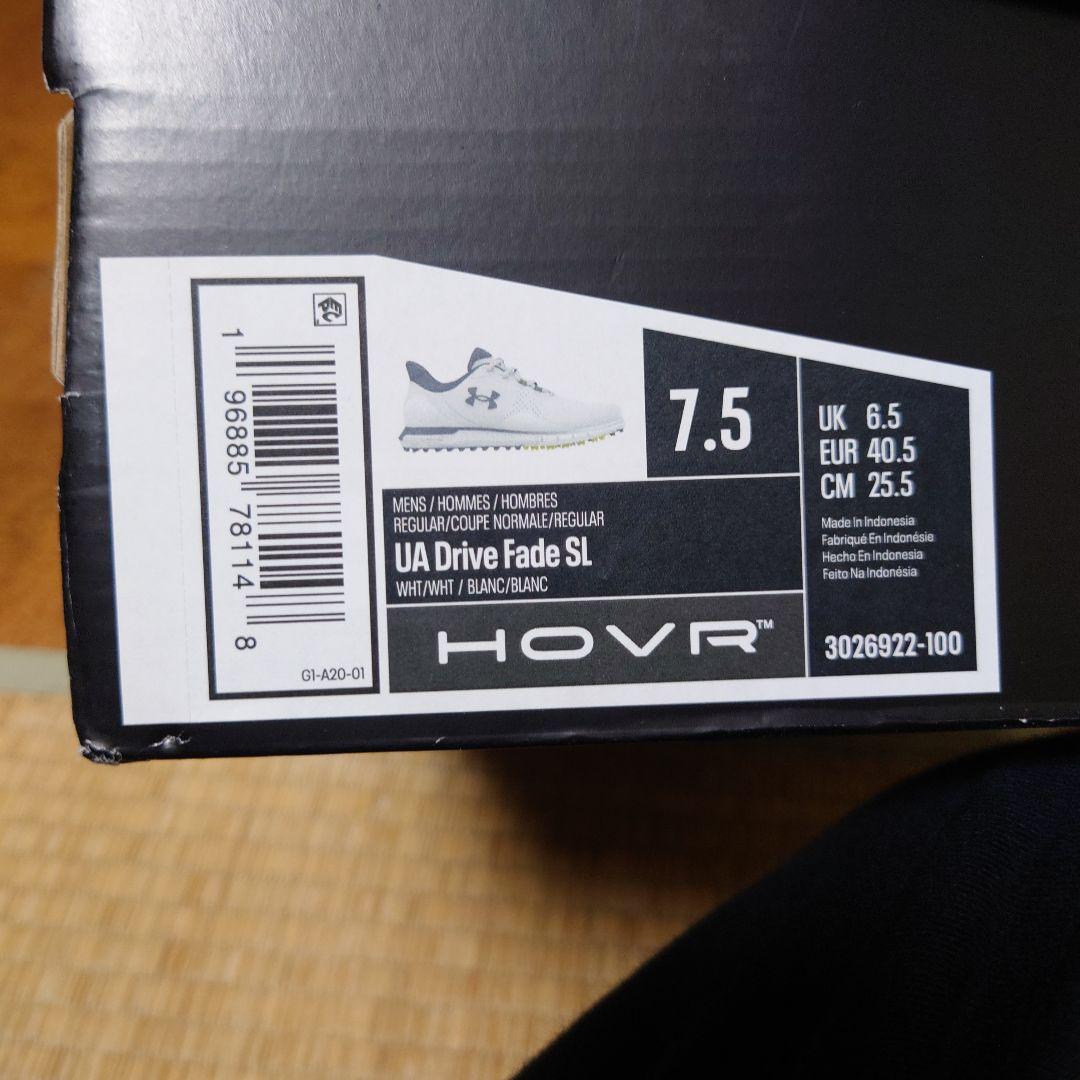 1 96885 78114 8
G1-A20-01
7.5
MENS / HOMMES / HOMBRES
REGULAR/COUPE NORMALE/REGULAR
UA Drive Fade SL
WHT/WHT / BLANC/BLANC
HOVR™
UK 6.5
EUR 40.5
CM 25.5
Made In Indonesia
Fabriqué En Indonésie
Hecho En Indonesia
Feito Na Indonésia
3026922-100